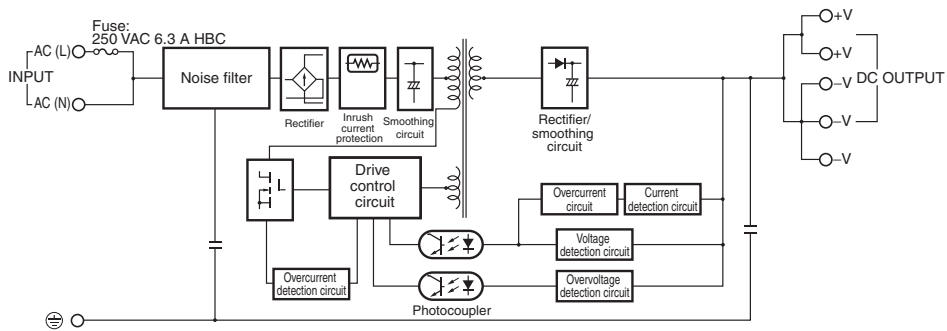 Fuse:
250 VAC 6.3 A HBC
AC (L)
INPUT
AC (N)
Noise filter
Rectifier
Inrush
current
protection
Smoothing
circuit
Rectifier/
smoothing
circuit
+V
+V
–V
DC OUTPUT
–V
–V
Drive
control
circuit
Overcurrent
circuit
Current
detection circuit
Voltage
detection circuit
Overcurrent
detection circuit
Overvoltage
detection circuit
Photocoupler